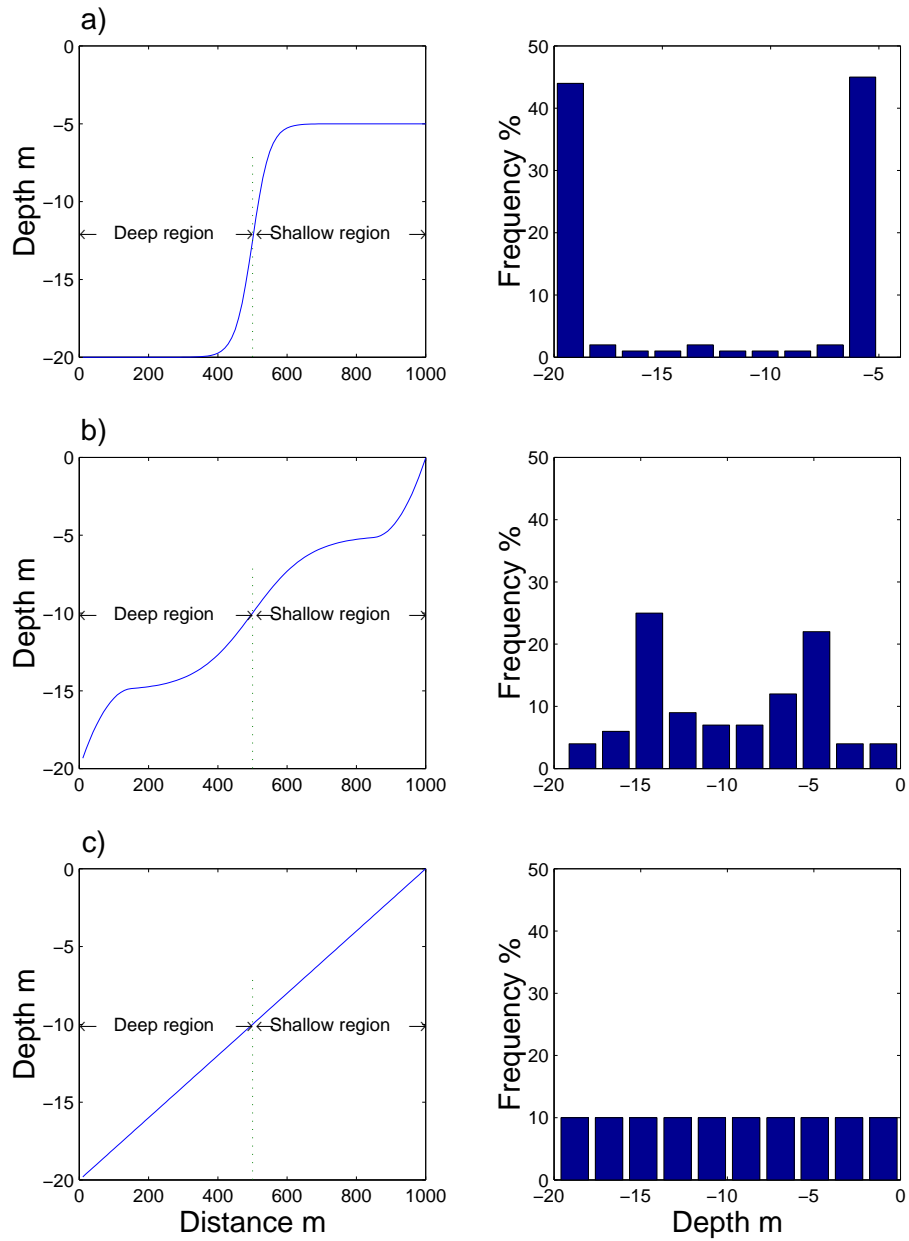 a)
Depth m
0
−5
−10
−15
−20
Deep region
Shallow region
0 200 400 600 800 1000
Frequency %
50
40
30
20
10
0
−20 −15 −10 −5
b)
Depth m
0
−5
−10
−15
−20
Deep region
Shallow region
0 200 400 600 800 1000
Frequency %
50
40
30
20
10
0
−20 −15 −10 −5 0
c)
Depth m
0
−5
−10
−15
−20
Deep region
Shallow region
0 200 400 600 800 1000
Distance m
Frequency %
50
40
30
20
10
0
−20 −15 −10 −5 0
Depth m